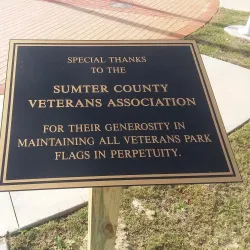 SPECIAL THANKS
TO THE
SUMTER COUNTY
VETERANS ASSOCIATION
FOR THEIR GENEROSITY IN
MAINTAINING ALL VETERANS PARK
FLAGS IN PERPETUITY.